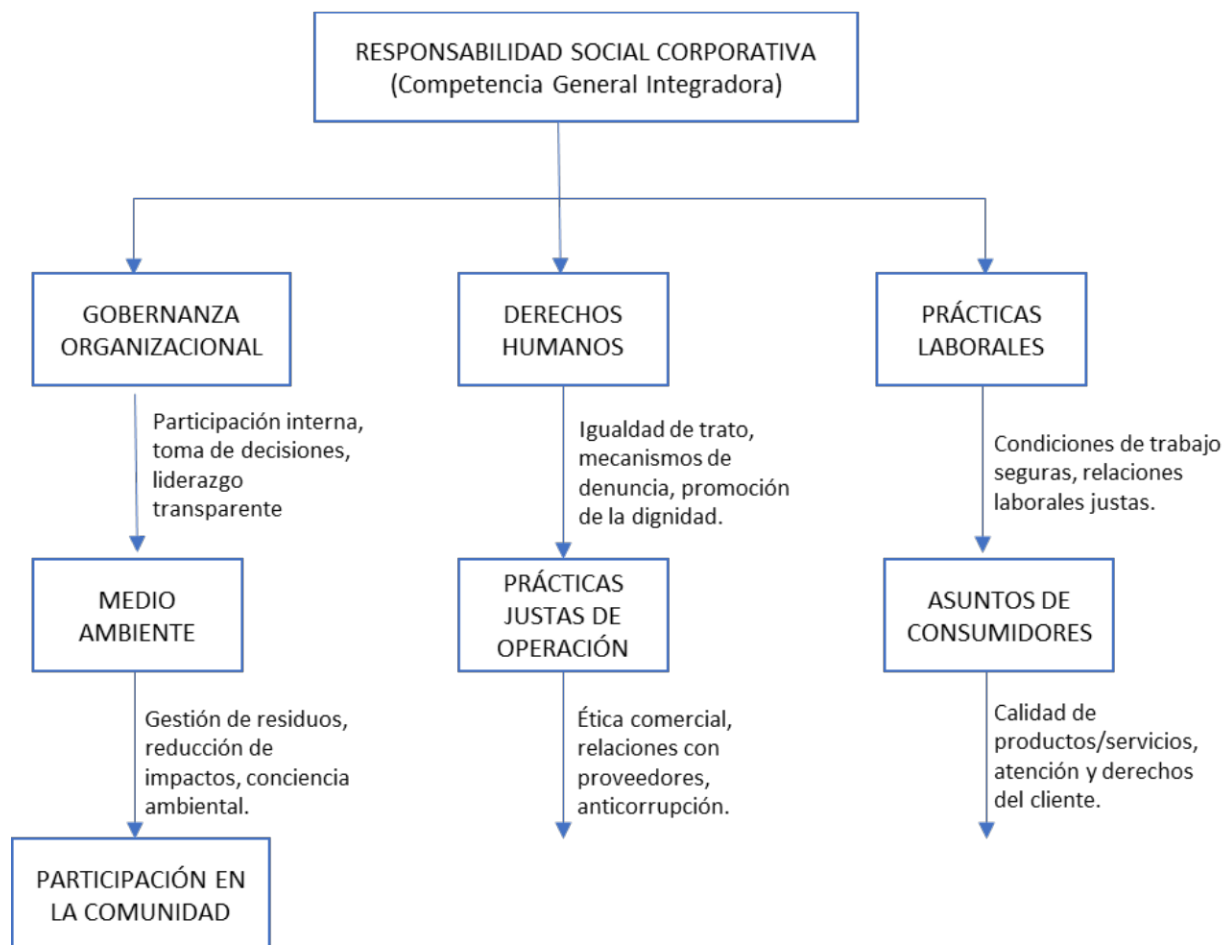 RESPONSABILIDAD SOCIAL CORPORATIVA
(Competencia General Integradora)
GOBERNANZA
ORGANIZACIONAL
DERECHOS
HUMANOS
PRÁCTICAS
LABORALES
Participación interna,
toma de decisiones,
liderazgo
transparente
Igualdad de trato,
mecanismos de
denuncia, promoción
de la dignidad.
Condiciones de trabajo
seguras, relaciones
laborales justas.
MEDIO
AMBIENTE
PRÁCTICAS
JUSTAS DE
OPERACIÓN
ASUNTOS DE
CONSUMIDORES
Gestión de residuos,
reducción de
impactos, conciencia
ambiental.
Ética comercial,
relaciones con
proveedores,
anticorrupción.
Calidad de
productos/servicios,
atención y derechos
del cliente.
PARTICIPACIÓN EN
LA COMUNIDAD